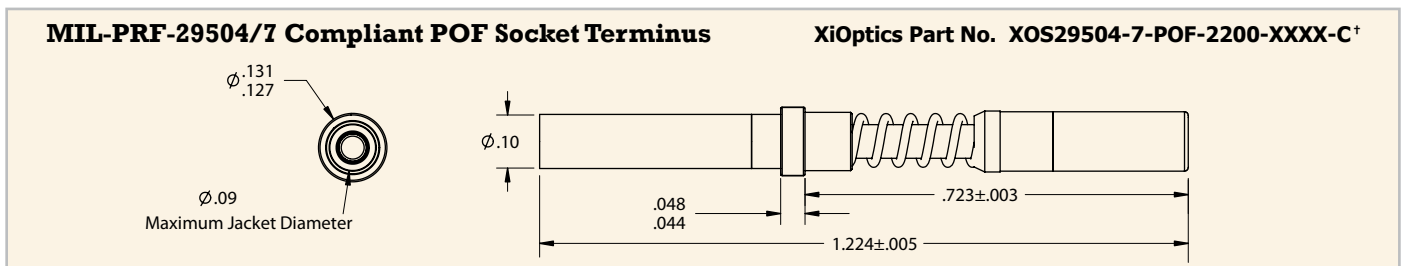 MIL-PRF-29504/7 Compliant POF Socket Terminus
XiOptics Part No. XOS29504-7-POF-2200-XXXX-C†
⌀.131
.127
⌀.10
⌀.09
Maximum Jacket Diameter
.048
.044
.723±.003
1.224±.005